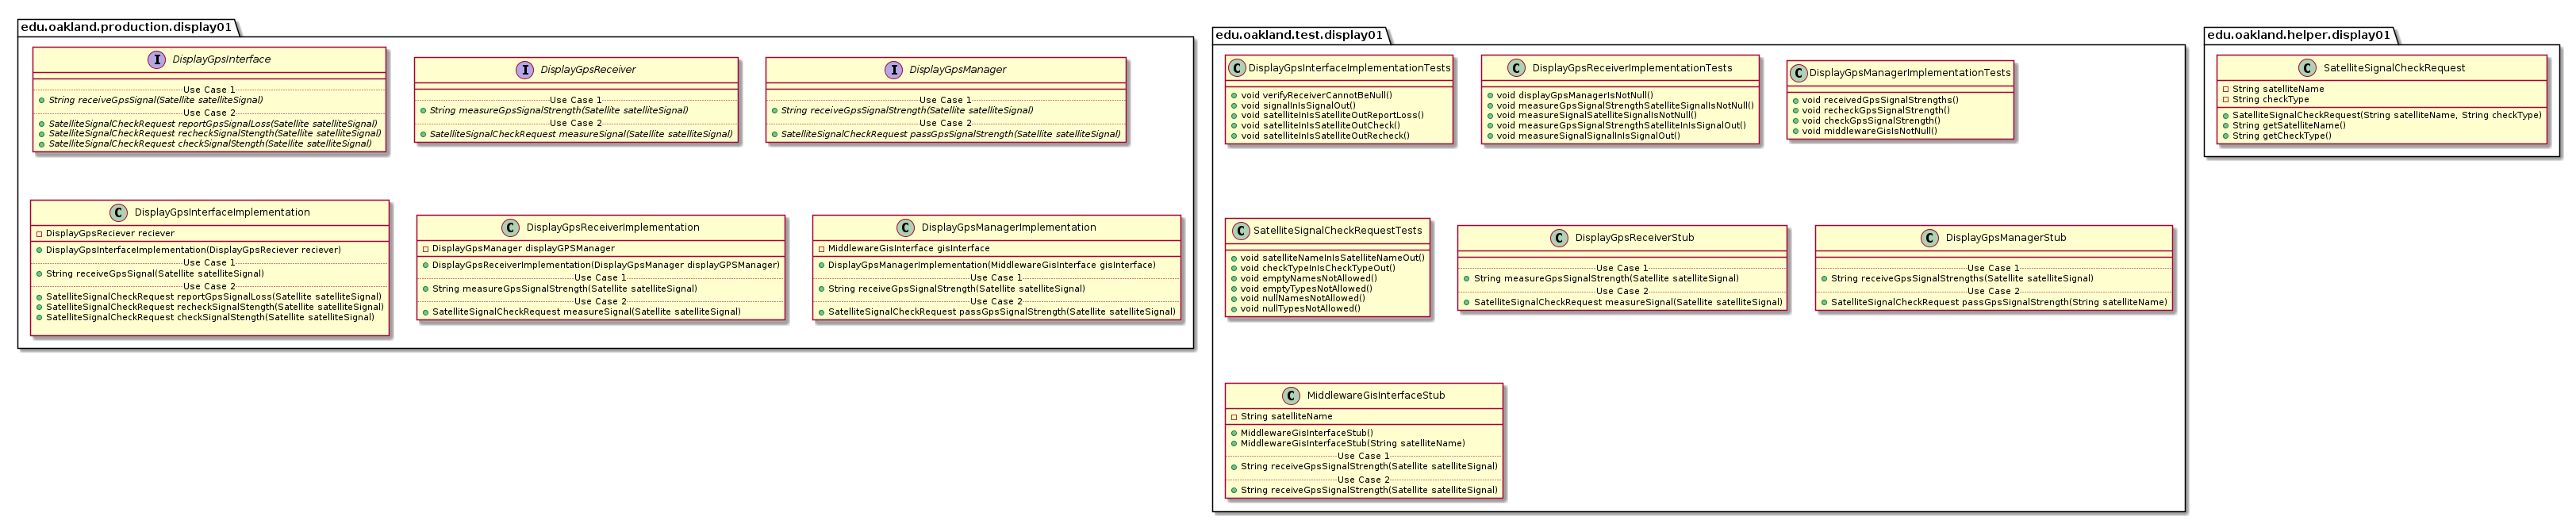 edu.oakland.production.display01
I DisplayGpsInterface
Use Case 1
String receiveGpsSignal(Satellite satelliteSignal)
Use Case 2
SatelliteSignalCheckRequest reportGpsSignalLoss(Satellite satelliteSignal)
SatelliteSignalCheckRequest recheckSignalStength(Satellite satelliteSignal)
SatelliteSignalCheckRequest checkSignalStength(Satellite satelliteSignal)
I DisplayGpsReceiver
Use Case 1
String measureGpsSignalStrength(Satellite satelliteSignal)
Use Case 2
SatelliteSignalCheckRequest measureSignal(Satellite satelliteSignal)
I DisplayGpsManager
Use Case 1
String receiveGpsSignalStrength(Satellite satelliteSignal)
Use Case 2
SatelliteSignalCheckRequest passGpsSignalStrength(Satellite satelliteSignal)
C DisplayGpsInterfaceImplementation
DisplayGpsReciever reciever
DisplayGpsInterfaceImplementation(DisplayGpsReciever reciever)
Use Case 1
String receiveGpsSignal(Satellite satelliteSignal)
Use Case 2
SatelliteSignalCheckRequest reportGpsSignalLoss(Satellite satelliteSignal)
SatelliteSignalCheckRequest recheckSignalStength(Satellite satelliteSignal)
SatelliteSignalCheckRequest checkSignalStength(Satellite satelliteSignal)
C DisplayGpsReceiverImplementation
DisplayGpsManager displayGPSManager
DisplayGpsReceiverImplementation(DisplayGpsManager displayGPSManager)
Use Case 1
String measureGpsSignalStrength(Satellite satelliteSignal)
Use Case 2
SatelliteSignalCheckRequest measureSignal(Satellite satelliteSignal)
C DisplayGpsManagerImplementation
MiddlewareGisInterface gisInterface
DisplayGpsManagerImplementation(MiddlewareGisInterface gisInterface)
Use Case 1
String receiveGpsSignalStrength(Satellite satelliteSignal)
Use Case 2
SatelliteSignalCheckRequest passGpsSignalStrength(Satellite satelliteSignal)
edu.oakland.test.display01
C DisplayGpsInterfaceImplementationTests
void verifyReceiverCannotBeNull()
void signalInIsSignalOut()
void satelliteInIsSatelliteOutReportLoss()
void satelliteInIsSatelliteOutCheck()
void satelliteInIsSatelliteOutRecheck()
C DisplayGpsReceiverImplementationTests
void displayGpsManagerIsNotNull()
void measureGpsSignalStrengthSatelliteSignalIsNotNull()
void measureSignalSatelliteSignalIsNotNull()
void measureGpsSignalStrengthSatelliteInIsSignalOut()
void measureSignalSignalInIsSignalOut()
C DisplayGpsManagerImplementationTests
void receivedGpsSignalStrengths()
void recheckGpsSignalStrength()
void checkGpsSignalStrength()
void middlewareGisIsNotNull()
C SatelliteSignalCheckRequestTests
void satelliteNameInIsSatelliteNameOut()
void checkTypeInIsCheckTypeOut()
void emptyNamesNotAllowed()
void emptyTypesNotAllowed()
void nullNamesNotAllowed()
void nullTypesNotAllowed()
C DisplayGpsReceiverStub
Use Case 1
String measureGpsSignalStrength(Satellite satelliteSignal)
Use Case 2
SatelliteSignalCheckRequest measureSignal(Satellite satelliteSignal)
C DisplayGpsManagerStub
Use Case 1
String receiveGpsSignalStrengths(Satellite satelliteSignal)
Use Case 2
SatelliteSignalCheckRequest passGpsSignalStrength(String satelliteName)
C MiddlewareGisInterfaceStub
String satelliteName
MiddlewareGisInterfaceStub()
MiddlewareGisInterfaceStub(String satelliteName)
Use Case 1
String receiveGpsSignalStrength(Satellite satelliteSignal)
Use Case 2
String receiveGpsSignalStrength(Satellite satelliteSignal)
edu.oakland.helper.display01
C SatelliteSignalCheckRequest
String satelliteName
String checkType
SatelliteSignalCheckRequest(String satelliteName, String checkType)
String getSatelliteName()
String getCheckType()